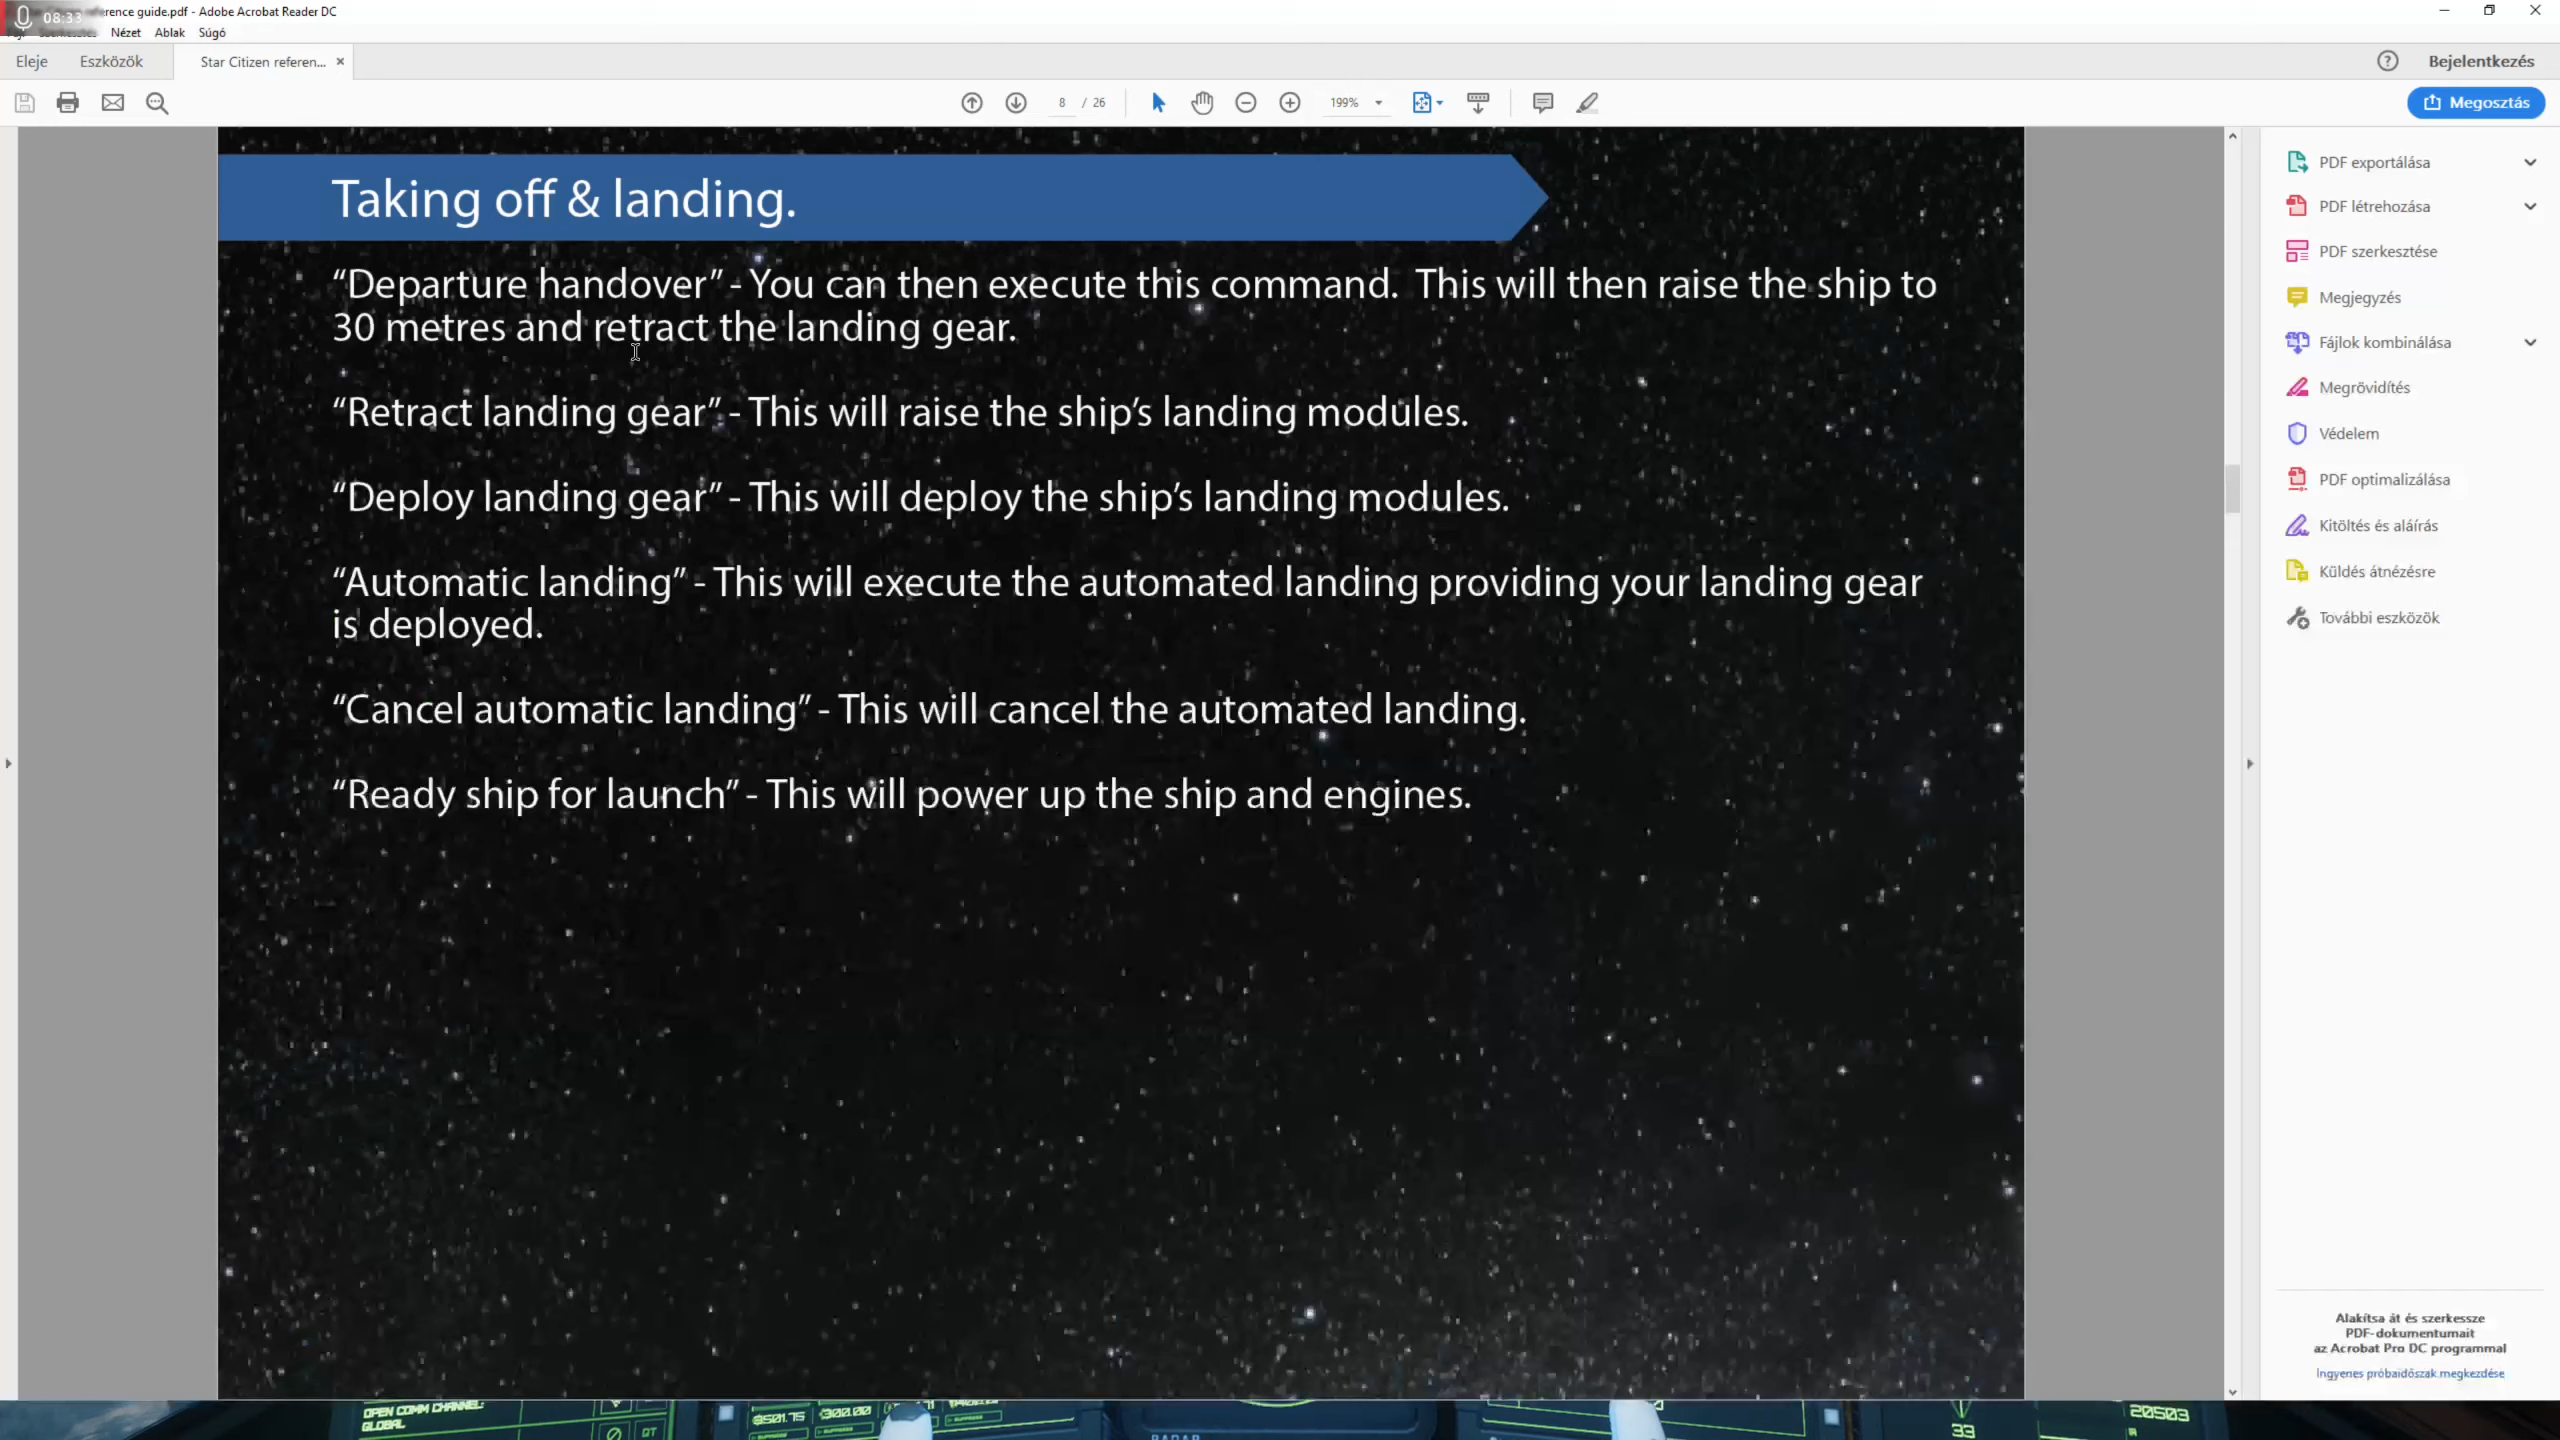 08:33
rence guide.pdf - Adobe Acrobat Reader DC
Nézet Ablak Súgó
Eleje Eszközök Star Citizen referen... ×
Bejelentkezés
8 / 26 199%
Megosztás
Taking off & landing.
“Departure handover” - You can then execute this command. This will then raise the ship to
30 metres and retract the landing gear.
“Retract landing gear” - This will raise the ship’s landing modules.
“Deploy landing gear” - This will deploy the ship’s landing modules.
“Automatic landing” - This will execute the automated landing providing your landing gear
is deployed.
“Cancel automatic landing” - This will cancel the automated landing.
“Ready ship for launch” - This will power up the ship and engines.
PDF exportálása
PDF létrehozása
PDF szerkesztése
Megjegyzés
Fájlok kombinálása
Megrövidítés
Védelem
PDF optimalizálása
Kitöltés és aláírás
Küldés átnézésre
További eszközök
Alakítsa át és szerkessze
PDF-dokumentumait
az Acrobat Pro DC programmal
Ingyenes próbaidőszak megkezdése
OPEN COMM CHANNEL:
GLOBAL
QT
501.75
300.00
33
20503